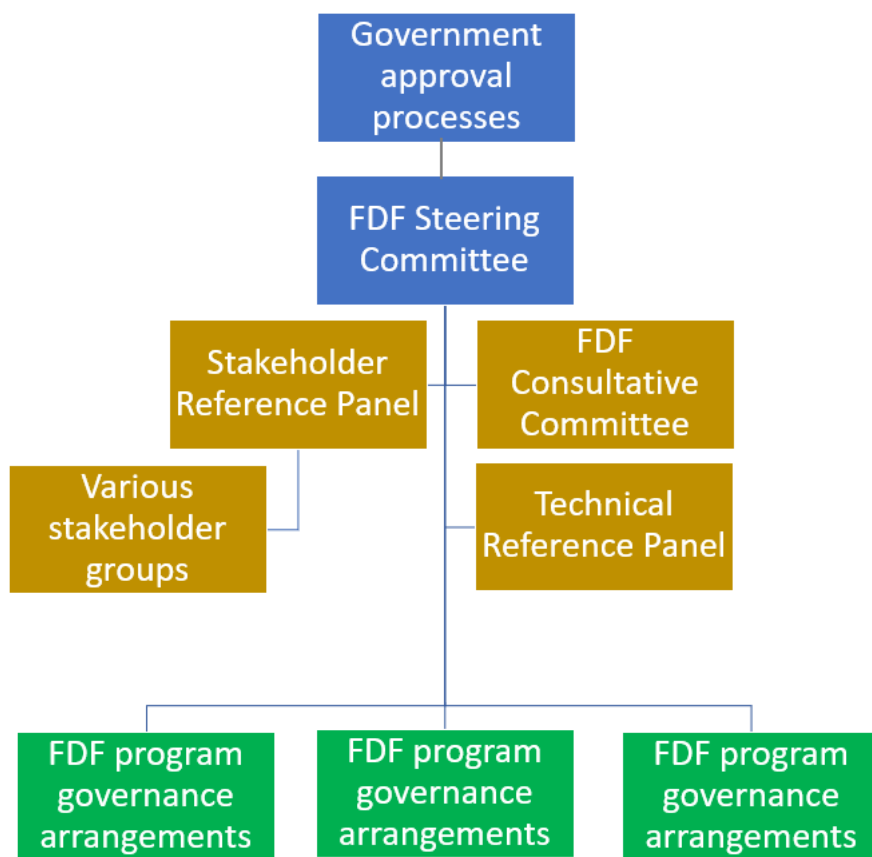 Government
approval
processes
FDF Steering
Committee
Stakeholder
Reference Panel
FDF
Consultative
Committee
Various
stakeholder
groups
Technical
Reference Panel
FDF program
governance
arrangements
FDF program
governance
arrangements
FDF program
governance
arrangements